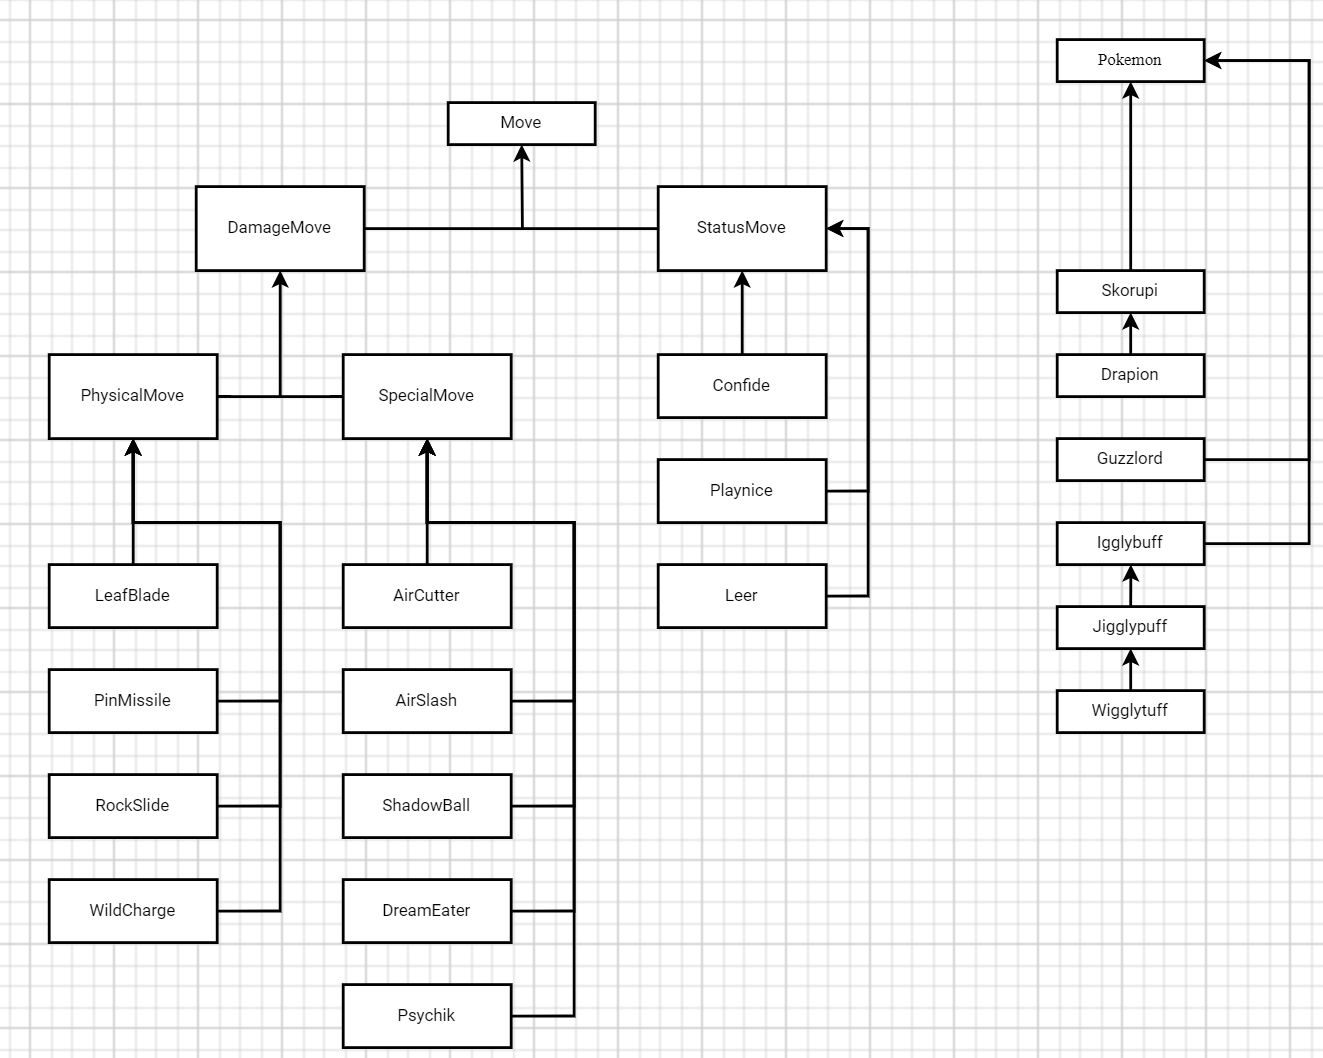 Pokemon
Move
DamageMove
StatusMove
Skorupi
PhysicalMove
SpecialMove
Confide
Drapion
Guzzlord
Playnice
Igglybuff
LeafBlade
AirCutter
Leer
Jigglypuff
PinMissile
AirSlash
Wigglytuff
RockSlide
ShadowBall
WildCharge
DreamEater
Psychik